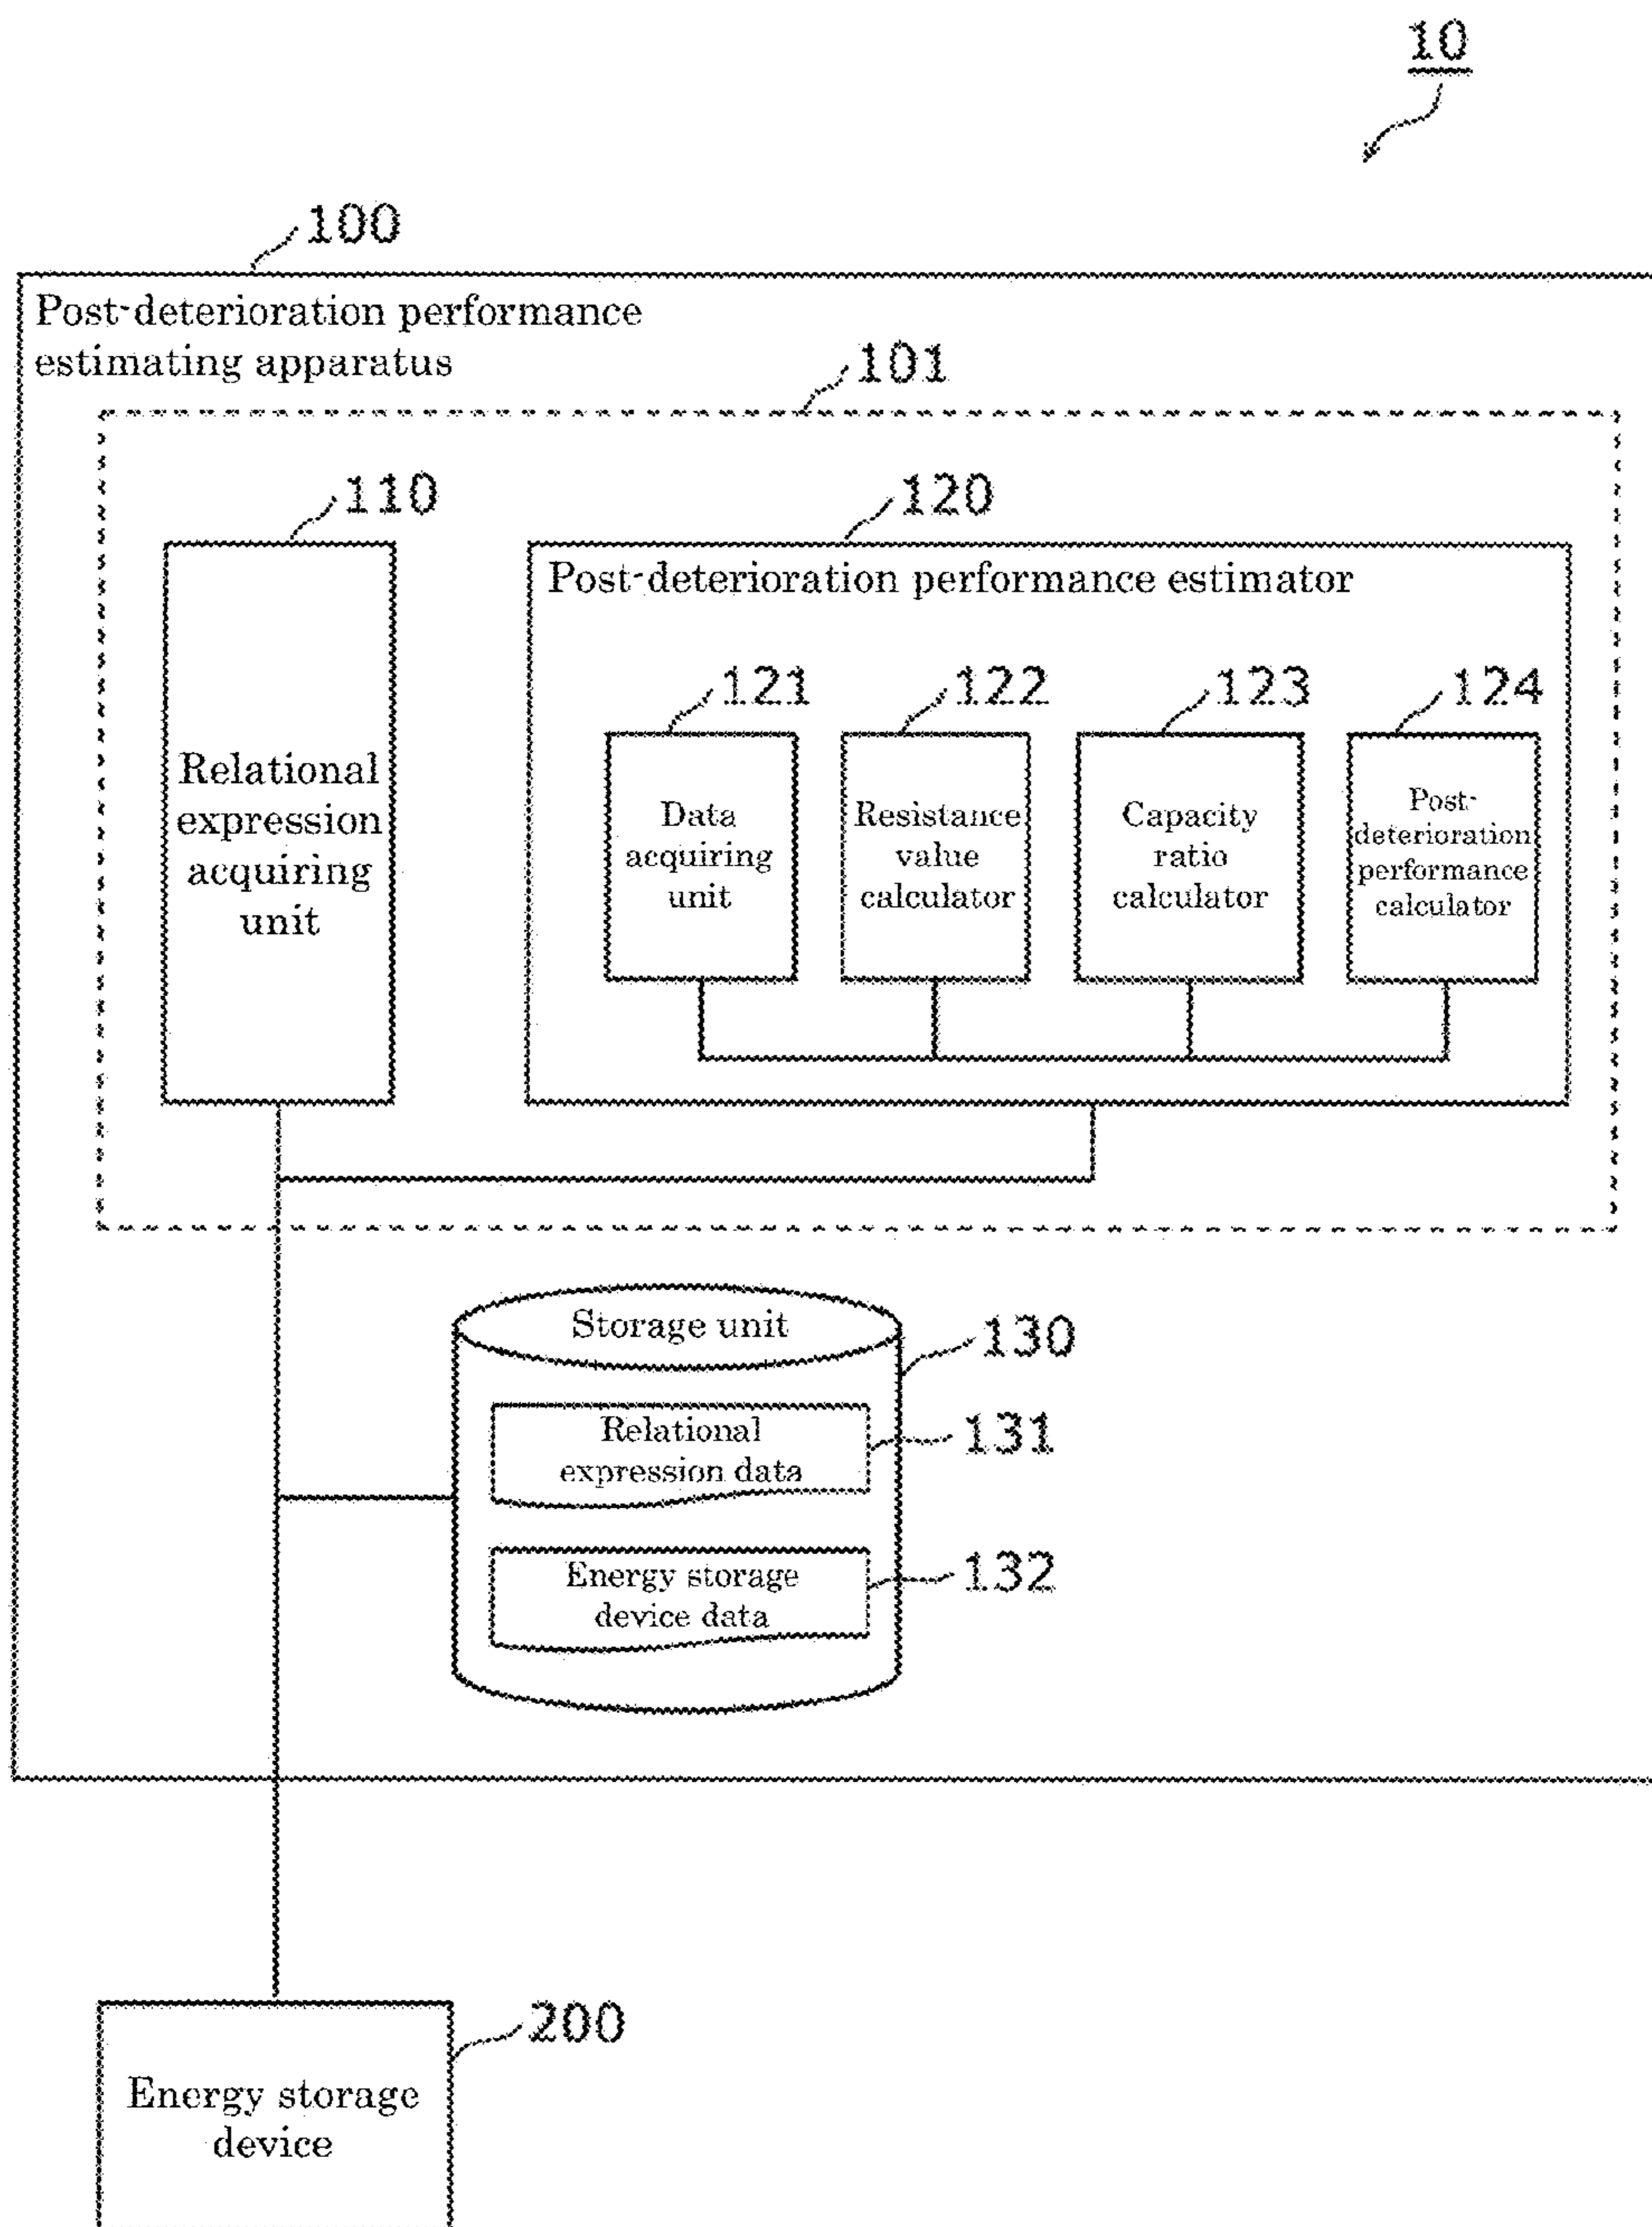 10
100
Post-deterioration performance
estimating apparatus
101
110
120
Relational
expression
acquiring
unit
Post-deterioration performance estimator
121
122
123
124
Data
acquiring
unit
Resistance
value
calculator
Capacity
ratio
calculator
Post-
deterioration
performance
calculator
Storage unit
130
Relational
expression data
131
Energy storage
device data
132
200
Energy storage
device